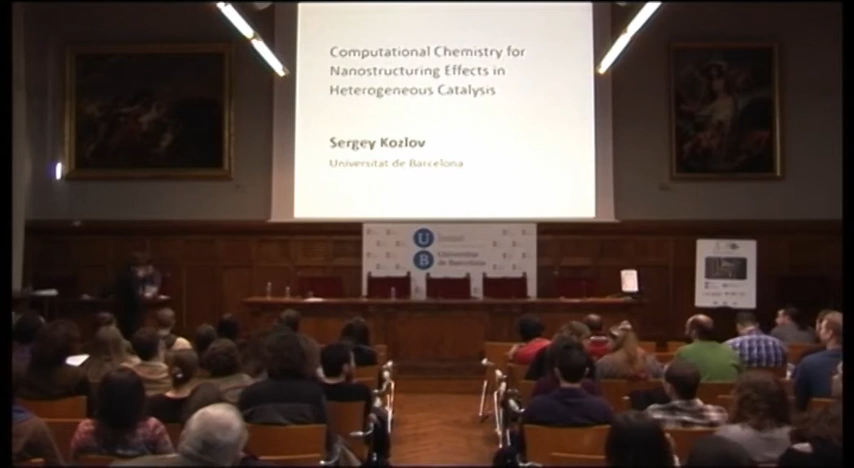 Computational Chemistry for
Nanostructuring Effects in
Heterogeneous Catalysis
Sergey Kozlov
Universitat de Barcelona
U
B
Universitat
de Barcelona